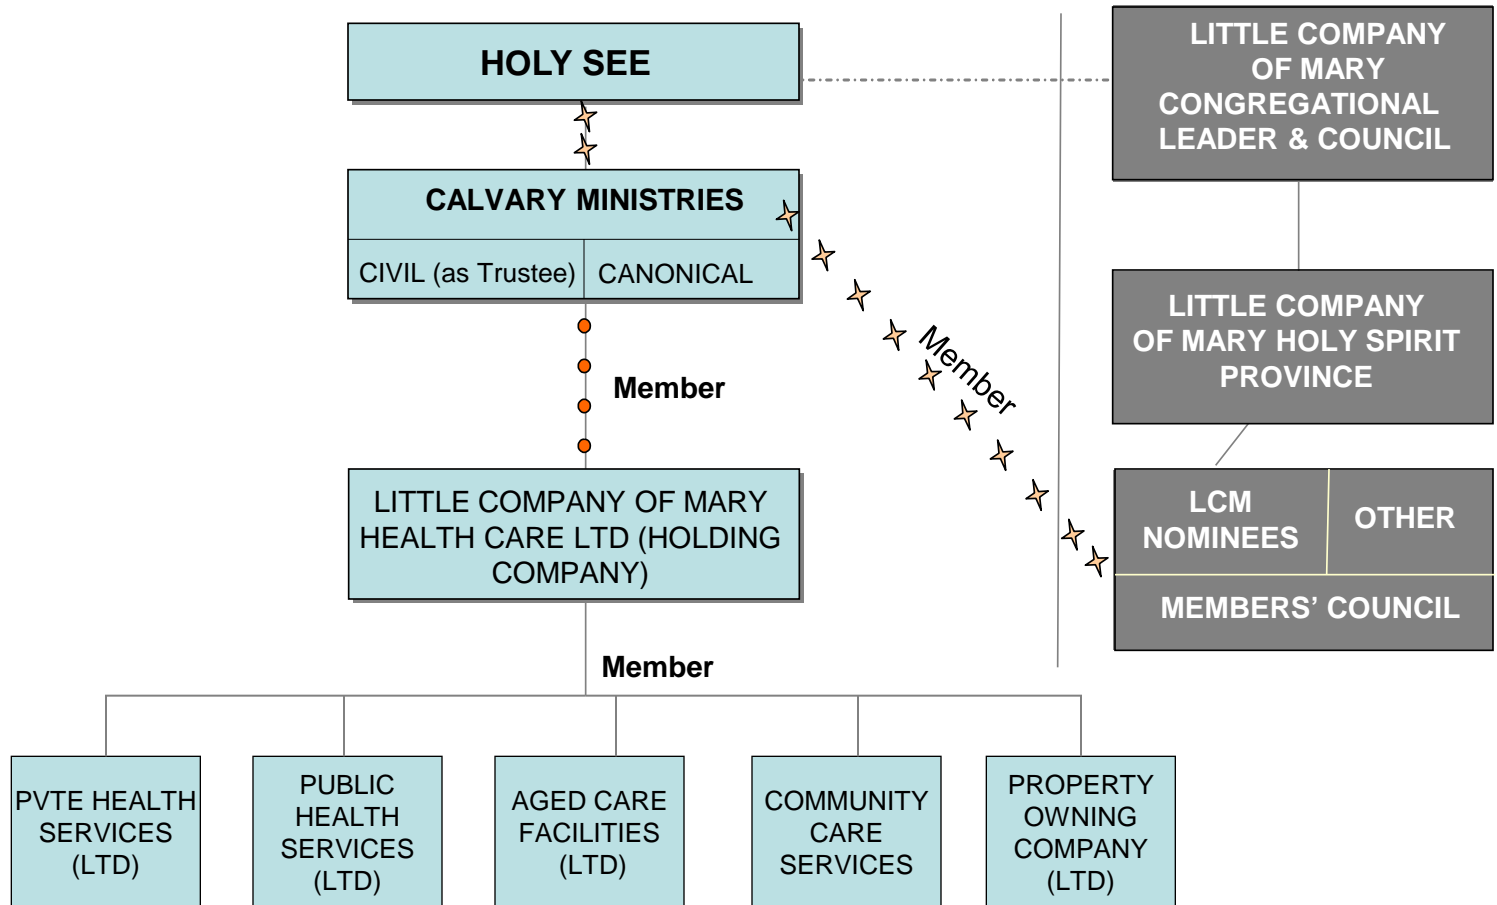 HOLY SEE
LITTLE COMPANY
OF MARY
CONGREGATIONAL
LEADER & COUNCIL
CALVARY MINISTRIES
CIVIL (as Trustee)
CANONICAL
LITTLE COMPANY
OF MARY HOLY SPIRIT
PROVINCE
Member
Member
LITTLE COMPANY OF MARY
HEALTH CARE LTD (HOLDING
COMPANY)
LCM
NOMINEES
OTHER
MEMBERS’ COUNCIL
Member
PVTE HEALTH
SERVICES
(LTD)
PUBLIC
HEALTH
SERVICES
(LTD)
AGED CARE
FACILITIES
(LTD)
COMMUNITY
CARE
SERVICES
PROPERTY
OWNING
COMPANY
(LTD)